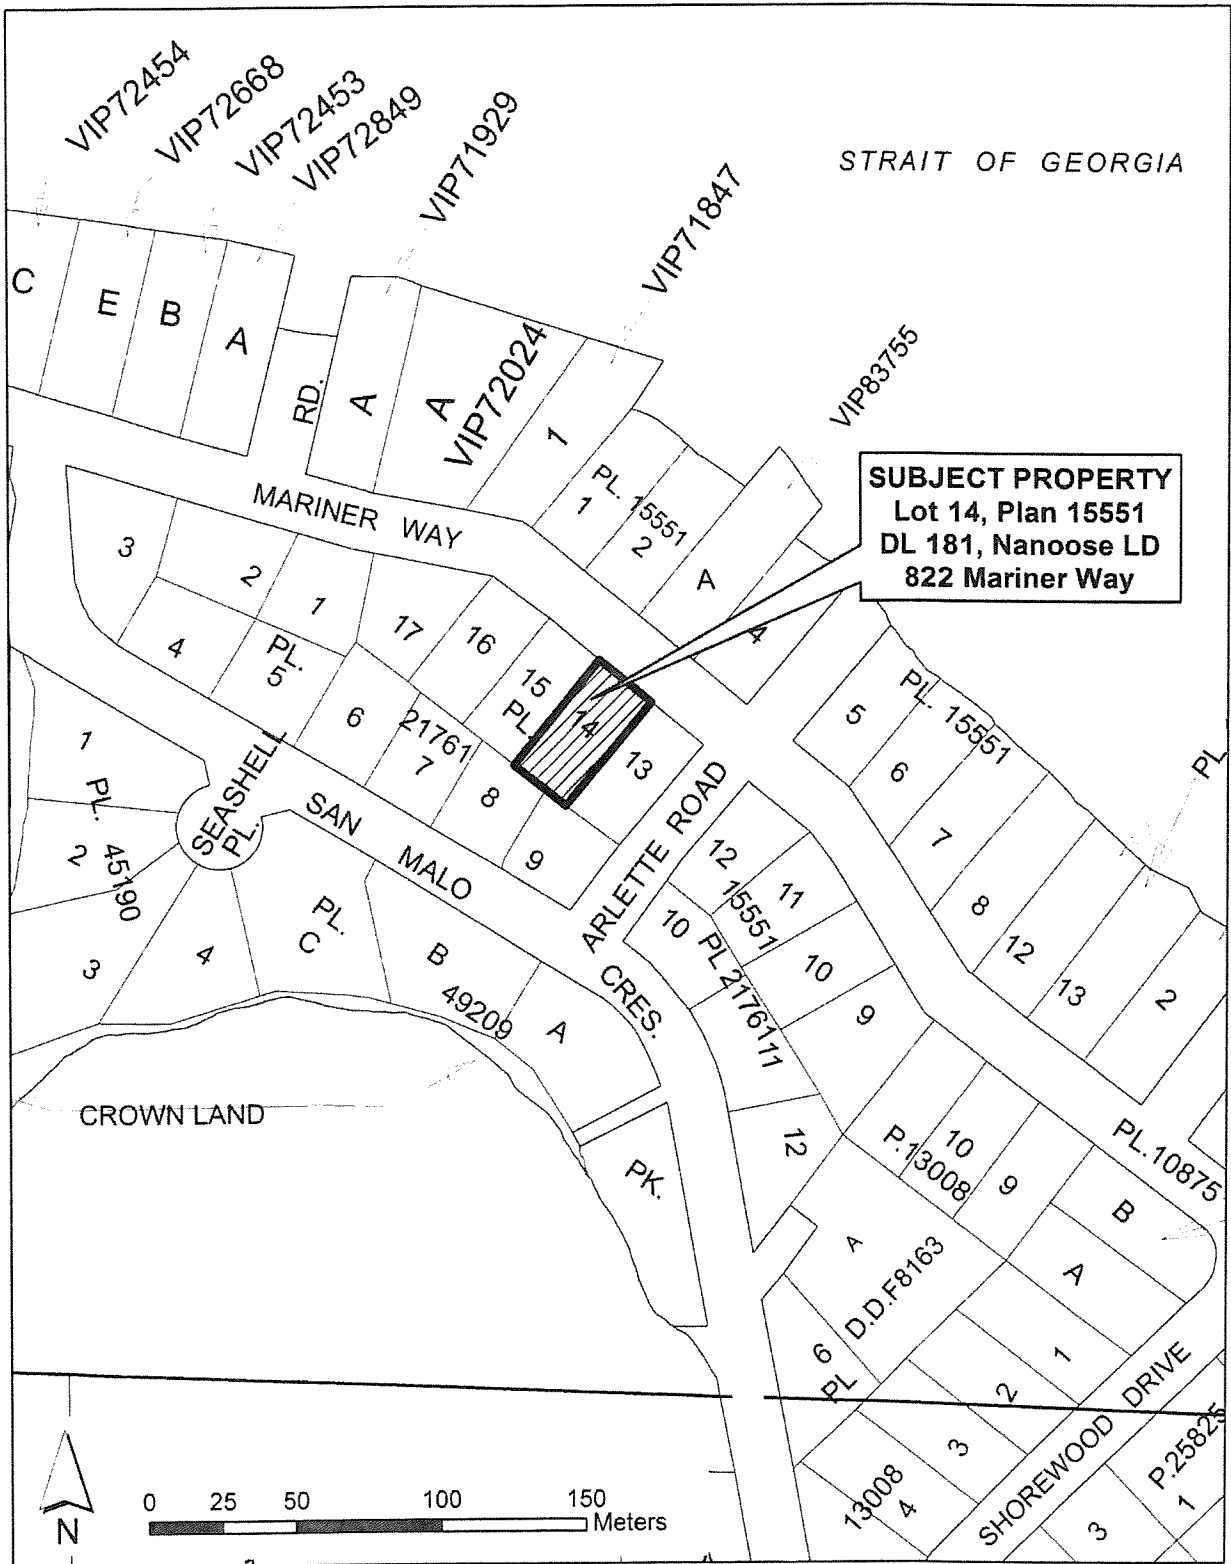 VIP72454
VIP72668
VIP72453
VIP72849
VIP71929
VIP71847
STRAIT OF GEORGIA
VIP83755
C
E
B
A
RD.
A
A
VIP72024
1
PL. 15551
1
2
A
4
SUBJECT PROPERTY
Lot 14, Plan 15551
DL 181, Nanoose LD
822 Mariner Way
MARINER WAY
3
2
1
17
16
15
PL.
14
13
4
PL.
5
6
21761
7
8
9
5
PL. 15551
6
7
8
12
13
2
PL
1
PL.
2
45190
3
4
SEASHELL
PL.
SAN MALO
CRES.
ARLETTE ROAD
PL.
C
B
49209
A
12
15551
11
10
PL 21761
10
9
11
12
CROWN LAND
PK.
P.13008
10
9
PL.10875
B
A
A
D.D.F8163
6
PL
1
2
3
13008
4
SHOREWOOD DRIVE
P.25825
1
3
N
0 25 50 100 150
Meters